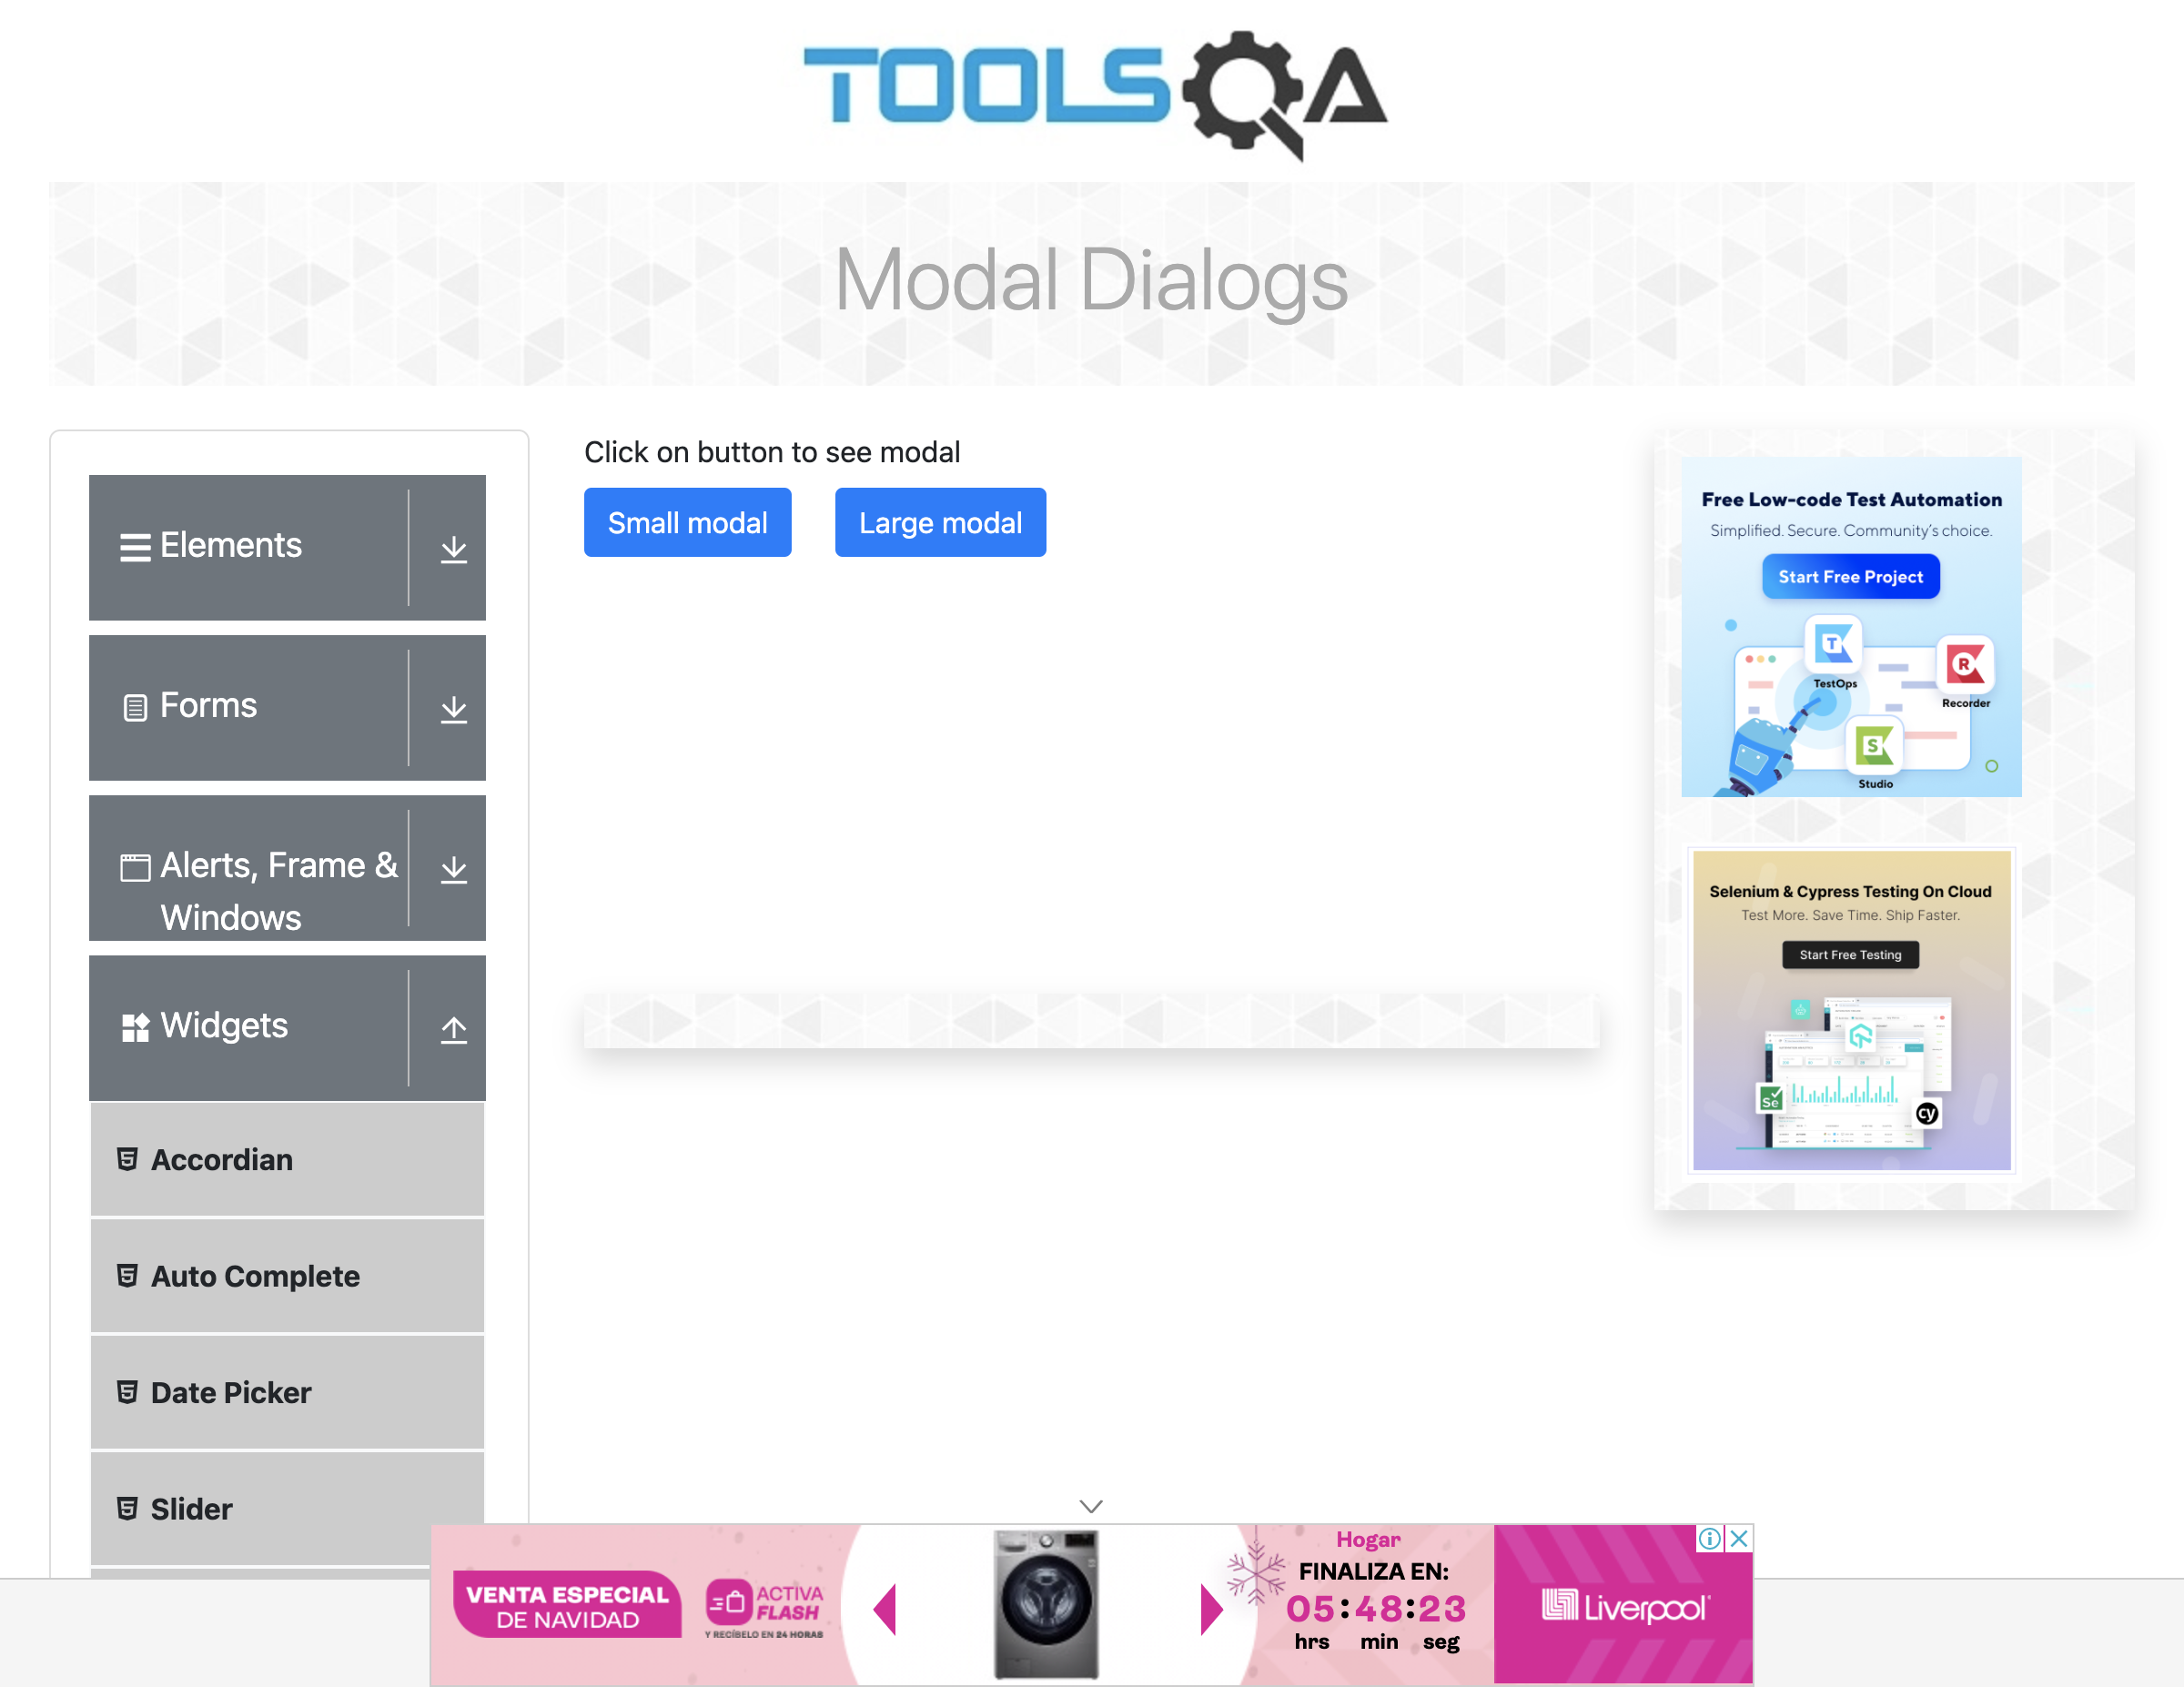 TOOLSQA
Modal Dialogs
Elements
Forms
Alerts, Frame &
Windows
Widgets
Accordian
Auto Complete
Date Picker
Slider
Click on button to see modal
Small modal
Large modal
Free Low-code Test Automation
Simplified. Secure. Community's choice.
Start Free Project
T
TestOps
R
Recorder
S
Studio
Selenium & Cypress Testing On Cloud
Test More. Save Time. Ship Faster.
Start Free Testing
Se
cy
VENTA ESPECIAL
DE NAVIDAD
ACTIVA
FLASH
Y RECÍBELO EN 24 HORAS
Hogar
FINALIZA EN:
05:48:23
hrs min seg
Liverpool